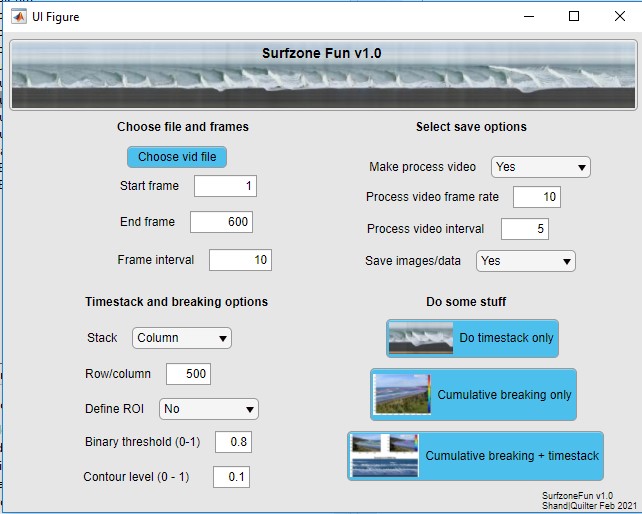 UI Figure
Surfzone Fun v1.0
Choose file and frames
Choose vid file
Start frame 1
End frame 600
Frame interval 10
Select save options
Make process video Yes
Process video frame rate 10
Process video interval 5
Save images/data Yes
Timestack and breaking options
Stack Column
Row/column 500
Define ROI No
Binary threshold (0-1) 0.8
Contour level (0 - 1) 0.1
Do some stuff
Do timestack only
Cumulative breaking only
Cumulative breaking + timestack
SurfzoneFun v1.0
Shand|Quilter Feb 2021